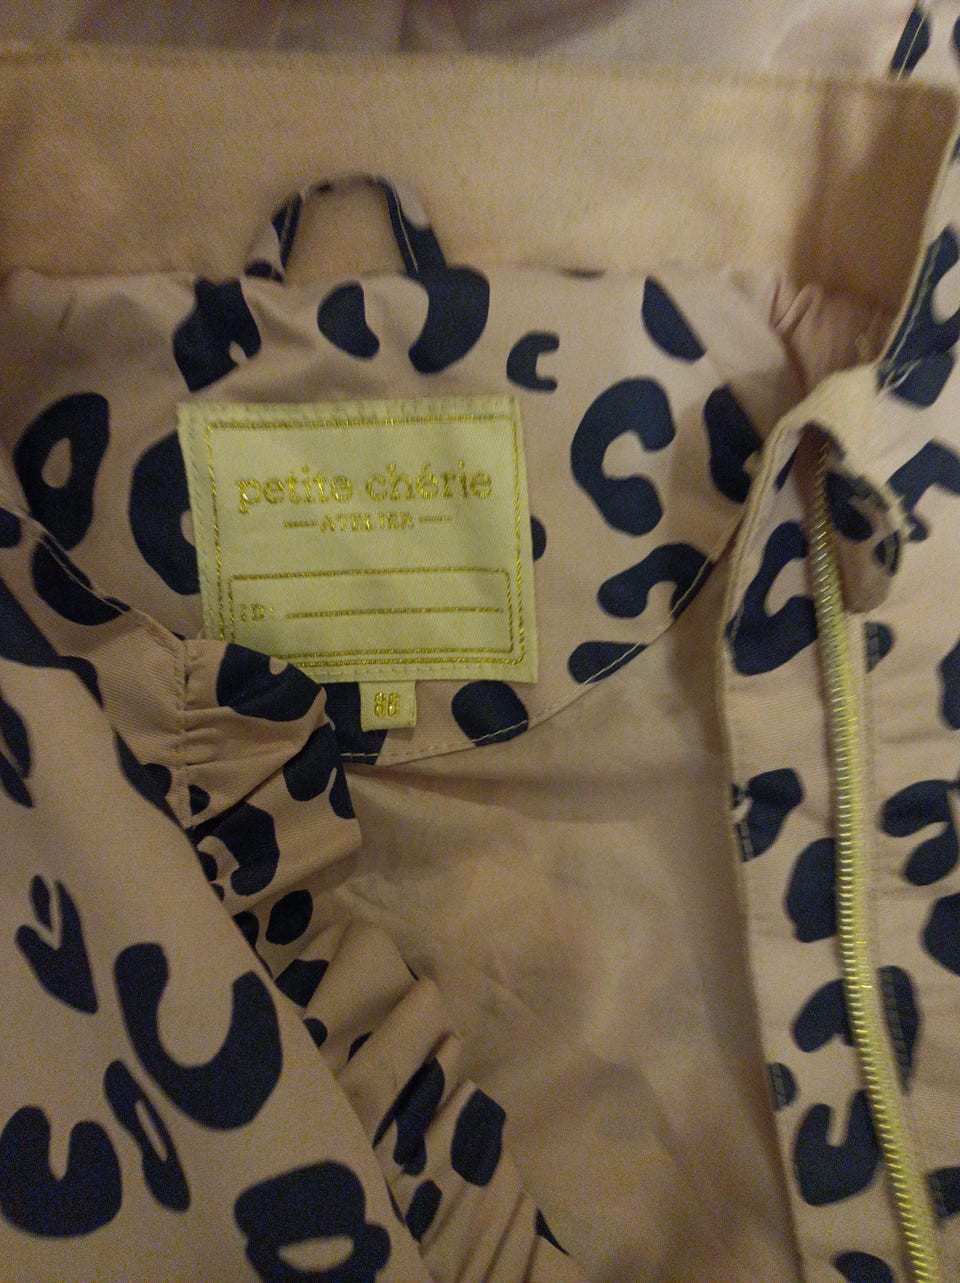 petite chérie
ATELIER
ID:
86